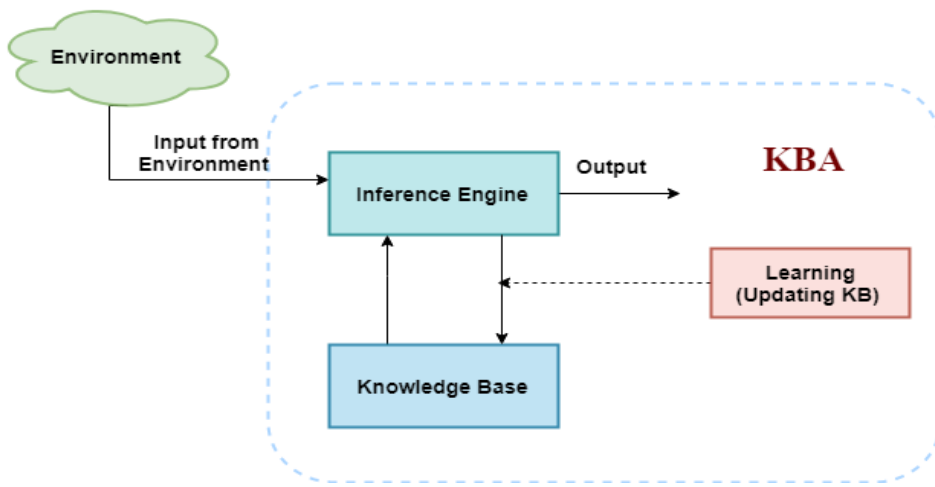 Environment
Input from
Environment
Inference Engine
Output
KBA
Learning
(Updating KB)
Knowledge Base